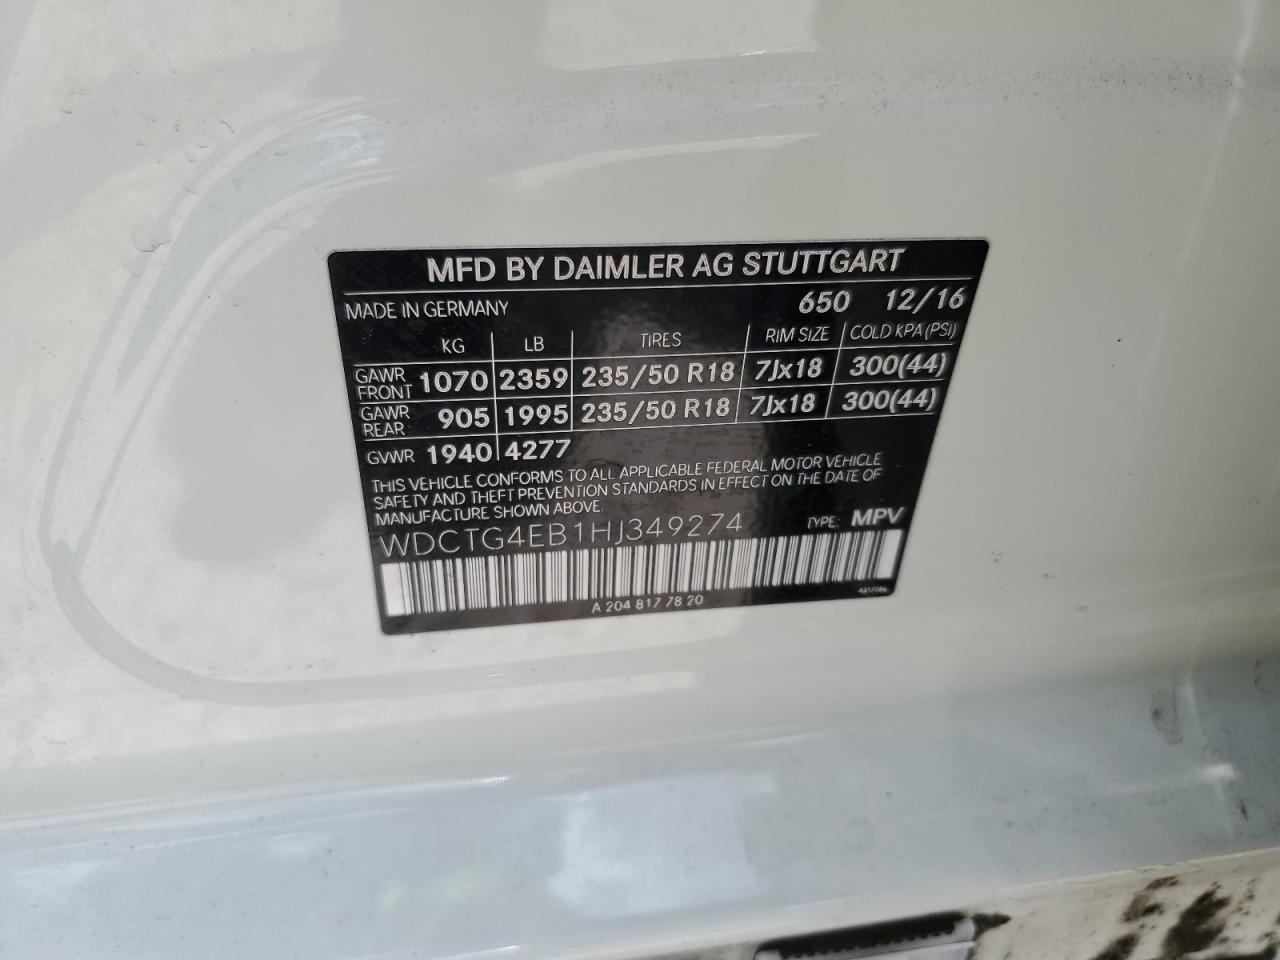 MFD BY DAIMLER AG STUTTGART
MADE IN GERMANY 650 12/16
KG LB TIRES RIM SIZE COLD KPA (PSI)
GAWR FRONT 1070 2359 235/50 R18 7Jx18 300(44)
GAWR REAR 905 1995 235/50 R18 7Jx18 300(44)
GVWR 1940 4277
THIS VEHICLE CONFORMS TO ALL APPLICABLE FEDERAL MOTOR VEHICLE
SAFETY AND THEFT PREVENTION STANDARDS IN EFFECT ON THE DATE OF
MANUFACTURE SHOWN ABOVE.
WDCTG4EB1HJ349274 TYPE: MPV
A 204 817 78 20